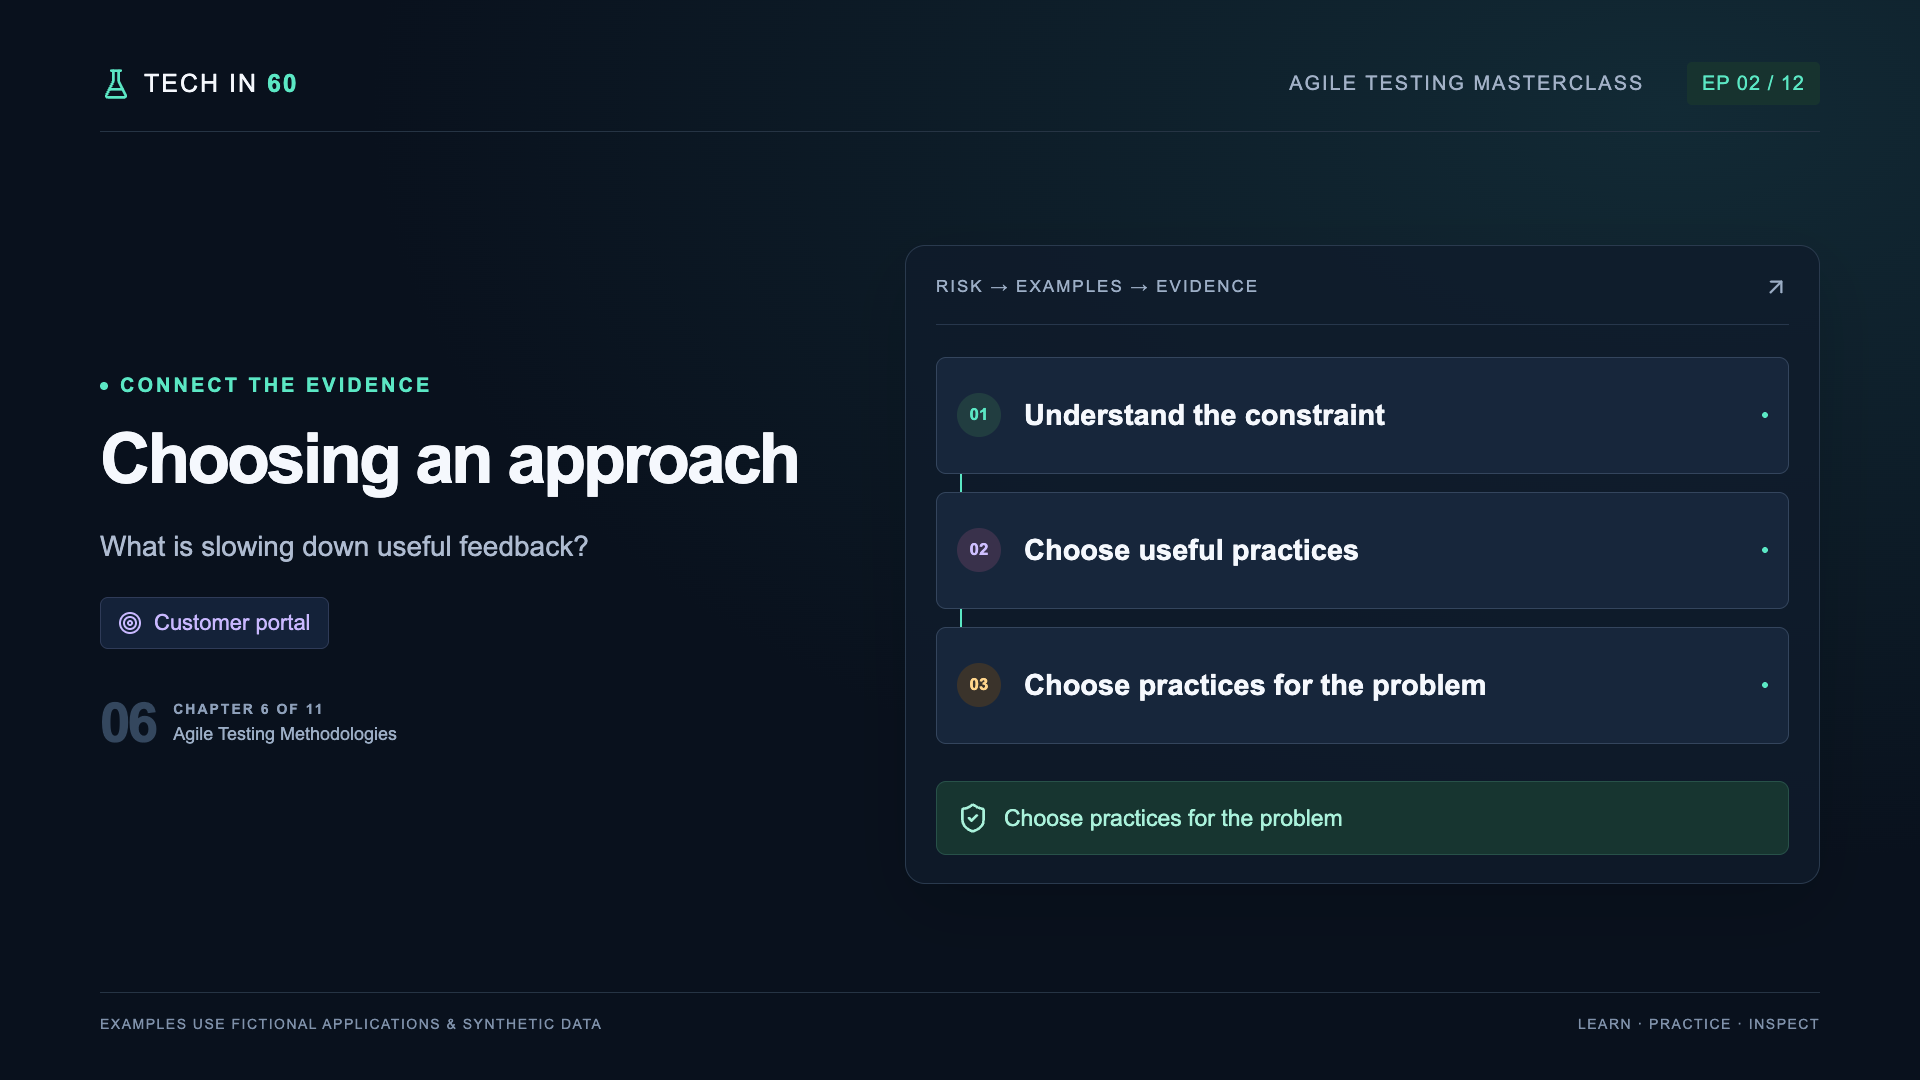 TECH IN 60
AGILE TESTING MASTERCLASS
EP 02 / 12
CONNECT THE EVIDENCE
Choosing an approach
What is slowing down useful feedback?
Customer portal
06
CHAPTER 6 OF 11
Agile Testing Methodologies
RISK → EXAMPLES → EVIDENCE
01
Understand the constraint
02
Choose useful practices
03
Choose practices for the problem
Choose practices for the problem
EXAMPLES USE FICTIONAL APPLICATIONS & SYNTHETIC DATA
LEARN · PRACTICE · INSPECT